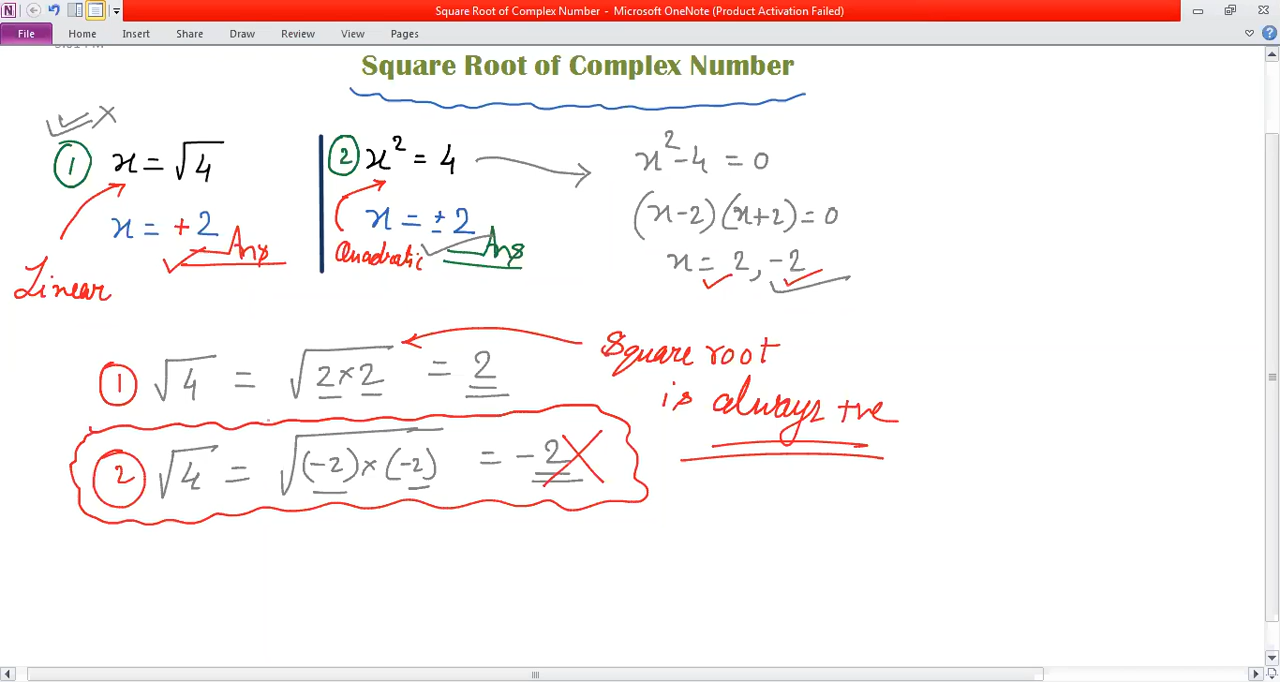 Square Root of Complex Number - Microsoft OneNote (Product Activation Failed)
File Home Insert Share Draw Review View Pages
Square Root of Complex Number
① x = √4
x = +2 Ans
Linear
② x² = 4
x = ±2 Ans
Quadratic
x² - 4 = 0
(x-2)(x+2) = 0
x = 2, -2
① √4 = √2×2 = 2
Square root
is always +ve
② √4 = √(-2)×(-2) = -2